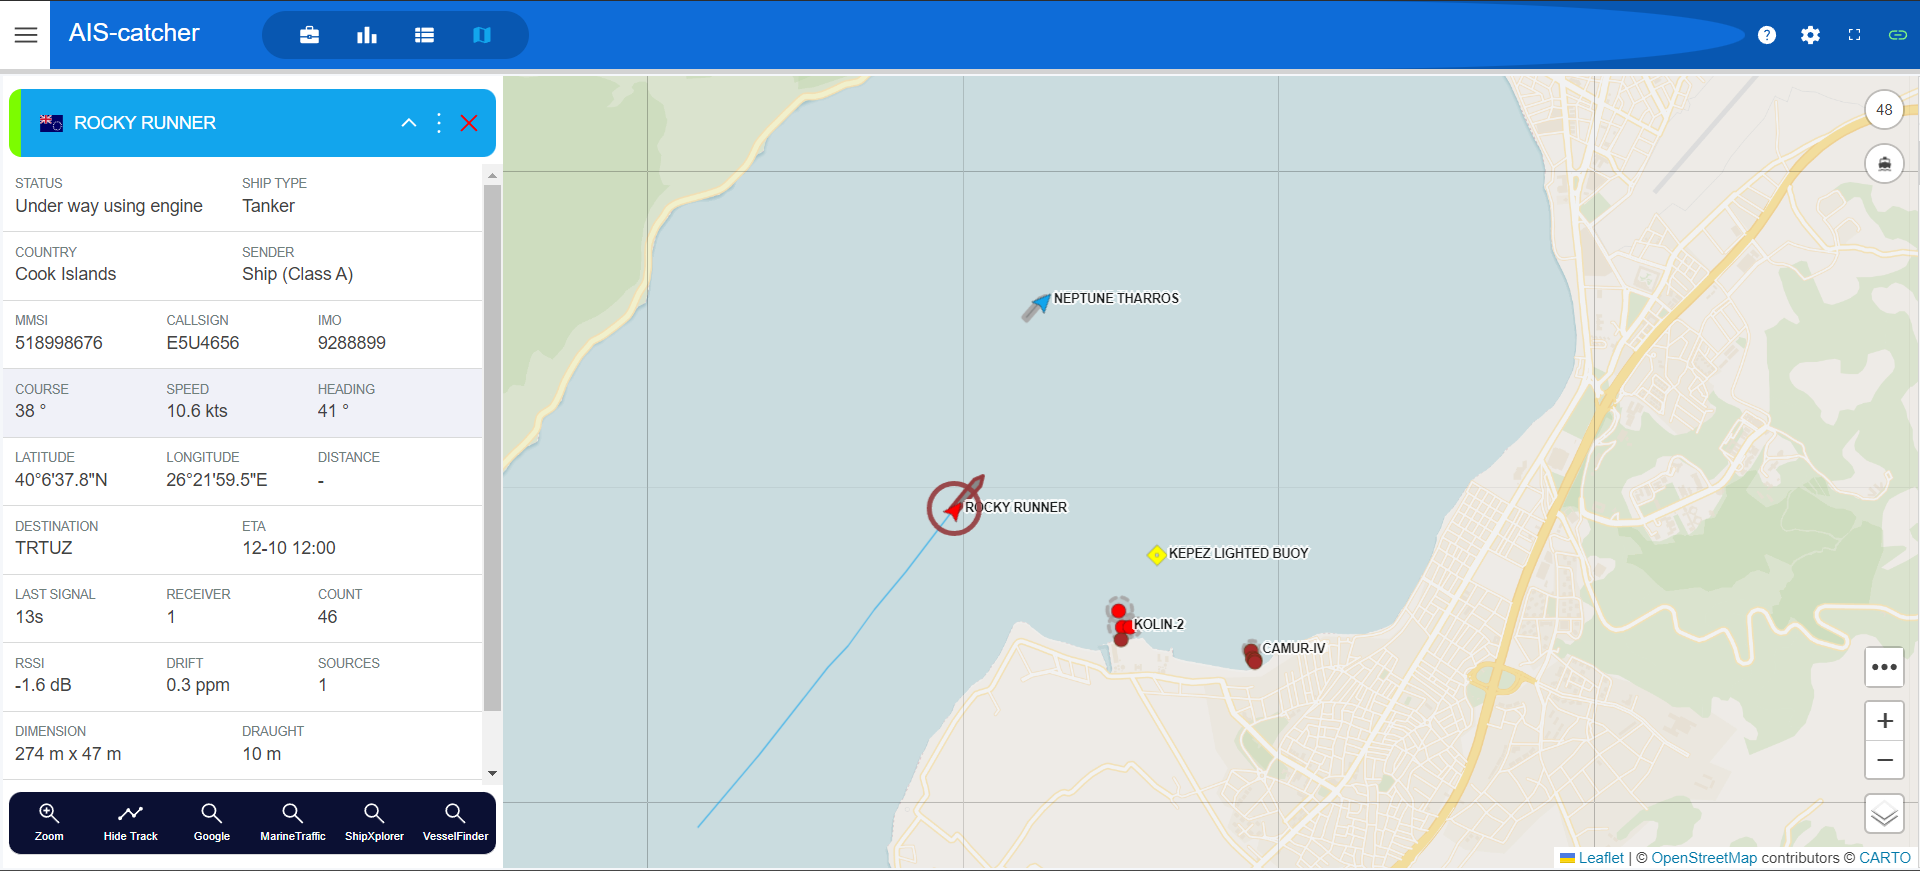 AIS-catcher
ROCKY RUNNER
STATUS
SHIP TYPE
Under way using engine
Tanker
COUNTRY
SENDER
Cook Islands
Ship (Class A)
MMSI
CALLSIGN
IMO
518998676
E5U4656
9288899
COURSE
SPEED
HEADING
38 °
10.6 kts
41 °
LATITUDE
LONGITUDE
DISTANCE
40°6'37.8"N
26°21'59.5"E
-
DESTINATION
ETA
TRTUZ
12-10 12:00
LAST SIGNAL
RECEIVER
COUNT
13s
1
46
RSSI
DRIFT
SOURCES
-1.6 dB
0.3 ppm
1
DIMENSION
DRAUGHT
274 m x 47 m
10 m
Zoom
Hide Track
Google
MarineTraffic
ShipXplorer
VesselFinder
48
NEPTUNE THARROS
ROCKY RUNNER
KEPEZ LIGHTED BUOY
KOLIN-2
CAMUR-IV
+
−
Leaflet | © OpenStreetMap contributors © CARTO